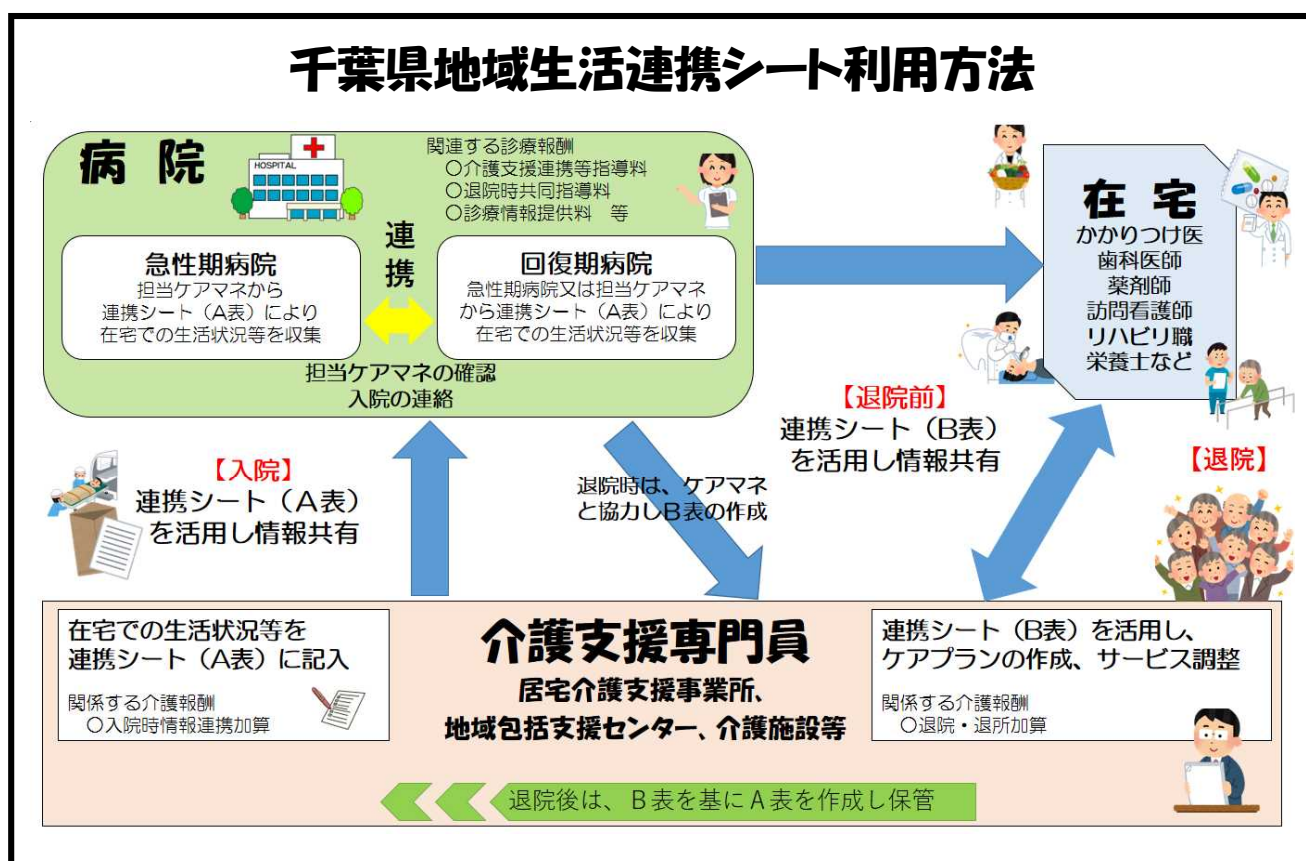 千葉県地域生活連携シート利用方法
病 院
HOSPITAL
関連する診療報酬
〇介護支援連携等指導料
〇退院時共同指導料
〇診療情報提供料 等
急性期病院
担当ケアマネから
連携シート（A表）により
在宅での生活状況等を収集
連
携
回復期病院
急性期病院又は担当ケアマネ
から連携シート（A表）により
在宅での生活状況等を収集
担当ケアマネの確認
入院の連絡
在 宅
かかりつけ医
歯科医師
薬剤師
訪問看護師
リハビリ職
栄養士など
【入院】
連携シート（A表）
を活用し情報共有
退院時は、ケアマネ
と協力しB表の作成
【退院前】
連携シート（B表）
を活用し情報共有
【退院】
在宅での生活状況等を
連携シート（A表）に記入
関係する介護報酬
〇入院時情報連携加算
介護支援専門員
居宅介護支援事業所、
地域包括支援センター、介護施設等
連携シート（B表）を活用し、
ケアプランの作成、サービス調整
関係する介護報酬
〇退院・退所加算
退院後は、B表を基にA表を作成し保管